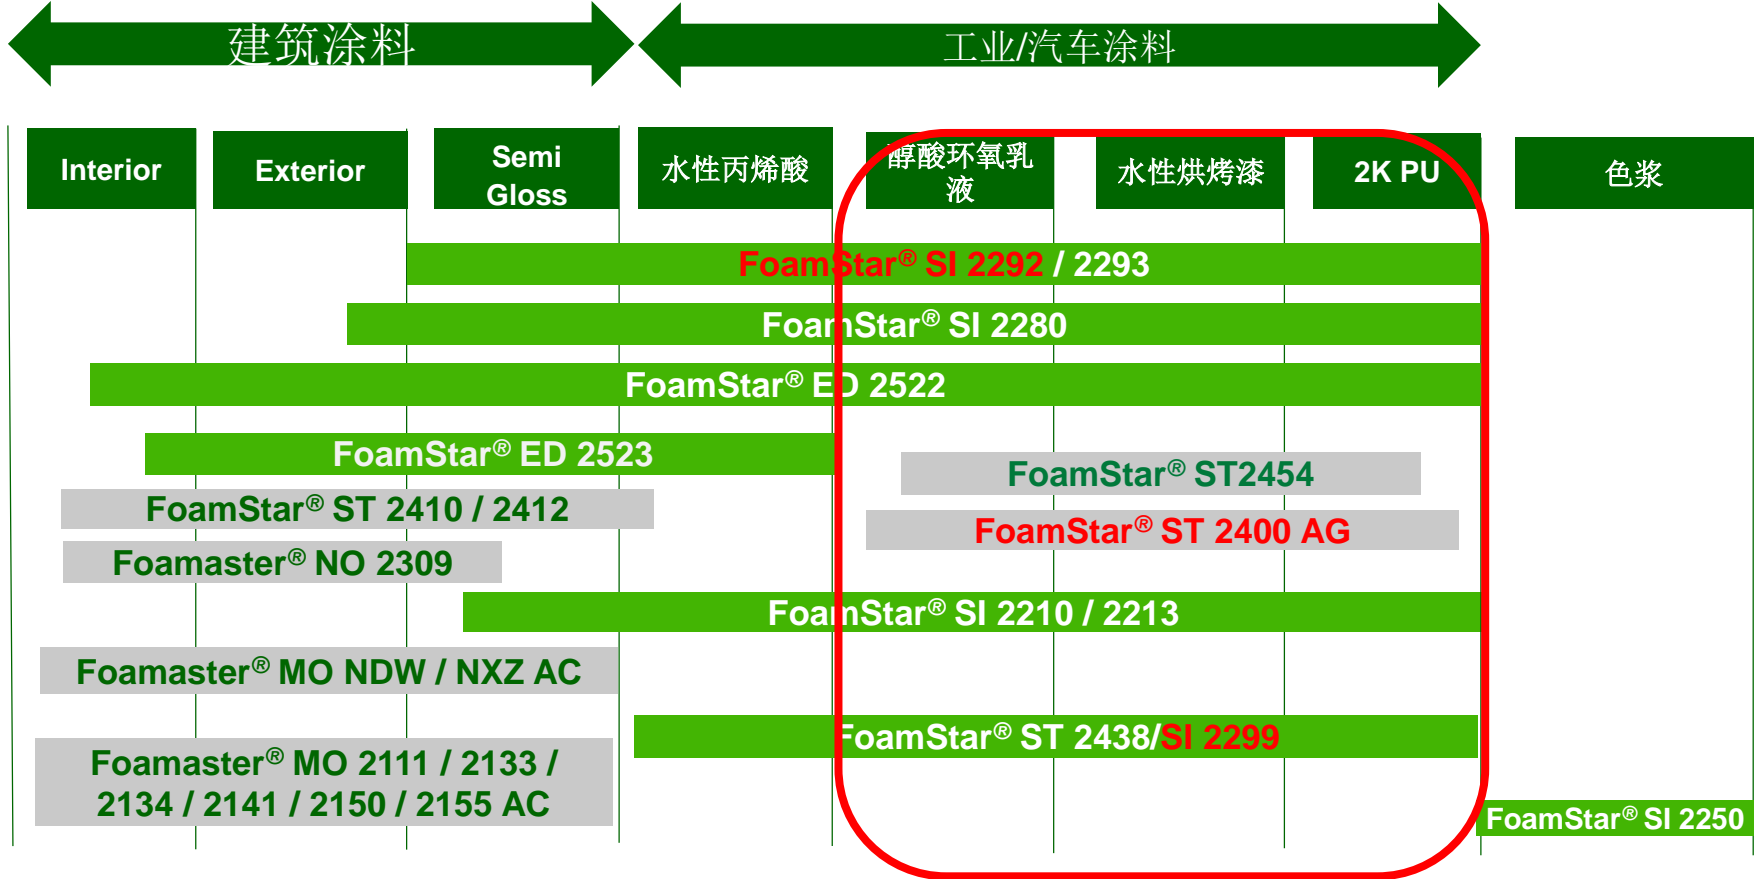 建筑涂料
工业/汽车涂料
Interior
Exterior
Semi
Gloss
水性丙烯酸
醇酸环氧乳
液
水性烘烤漆
2K PU
色浆
FoamStar® SI 2292 / 2293
FoamStar® SI 2280
FoamStar® ED 2522
FoamStar® ED 2523
FoamStar® ST2454
FoamStar® ST 2410 / 2412
FoamStar® ST 2400 AG
Foamaster® NO 2309
FoamStar® SI 2210 / 2213
Foamaster® MO NDW / NXZ AC
FoamStar® ST 2438/SI 2299
Foamaster® MO 2111 / 2133 /
2134 / 2141 / 2150 / 2155 AC
FoamStar® SI 2250